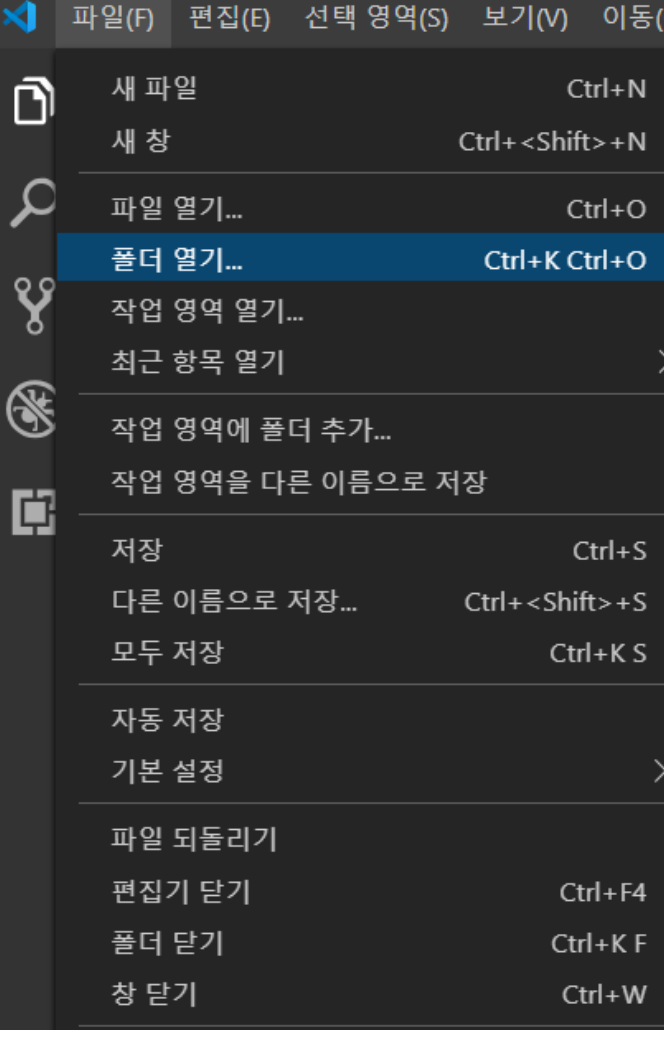 파일(F) 편집(E) 선택 영역(S) 보기(V) 이동(
새 파일 Ctrl+N
새 창 Ctrl+<Shift>+N
파일 열기... Ctrl+O
폴더 열기... Ctrl+K Ctrl+O
작업 영역 열기...
최근 항목 열기
작업 영역에 폴더 추가...
작업 영역을 다른 이름으로 저장
저장 Ctrl+S
다른 이름으로 저장... Ctrl+<Shift>+S
모두 저장 Ctrl+K S
자동 저장
기본 설정
파일 되돌리기
편집기 닫기 Ctrl+F4
폴더 닫기 Ctrl+K F
창 닫기 Ctrl+W